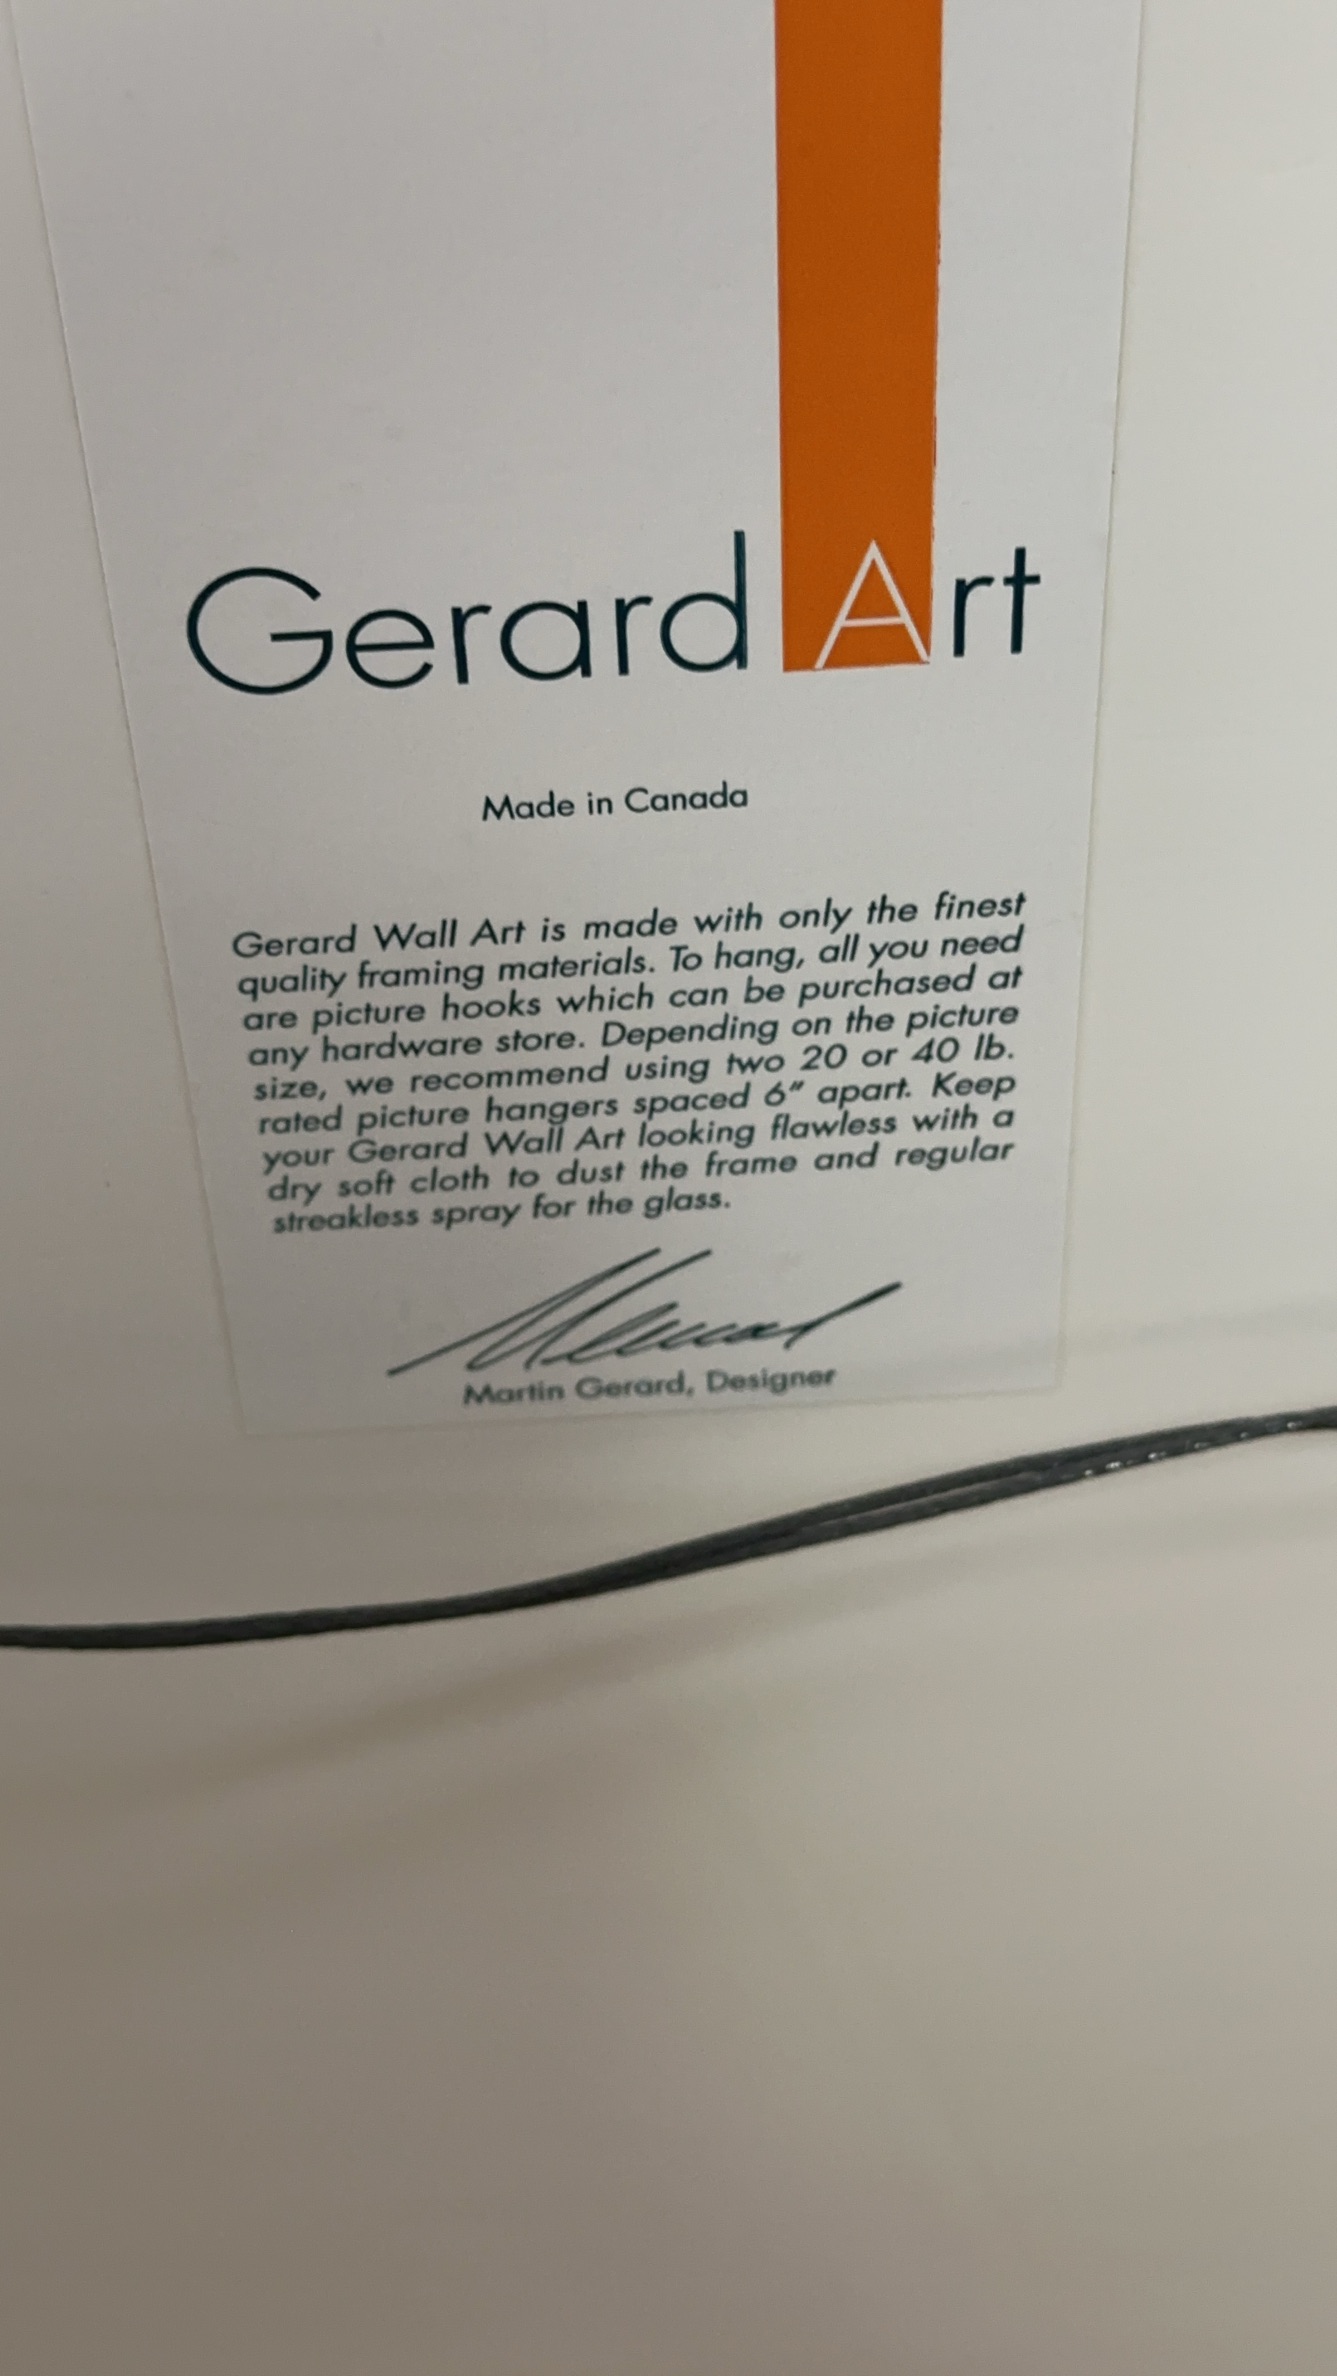 Gerard Art
Made in Canada
Gerard Wall Art is made with only the finest
quality framing materials. To hang, all you need
are picture hooks which can be purchased at
any hardware store. Depending on the picture
size, we recommend using two 20 or 40 lb.
rated picture hangers spaced 6" apart. Keep
your Gerard Wall Art looking flawless with a
dry soft cloth to dust the frame and regular
streakless spray for the glass.
Martin Gerard, Designer